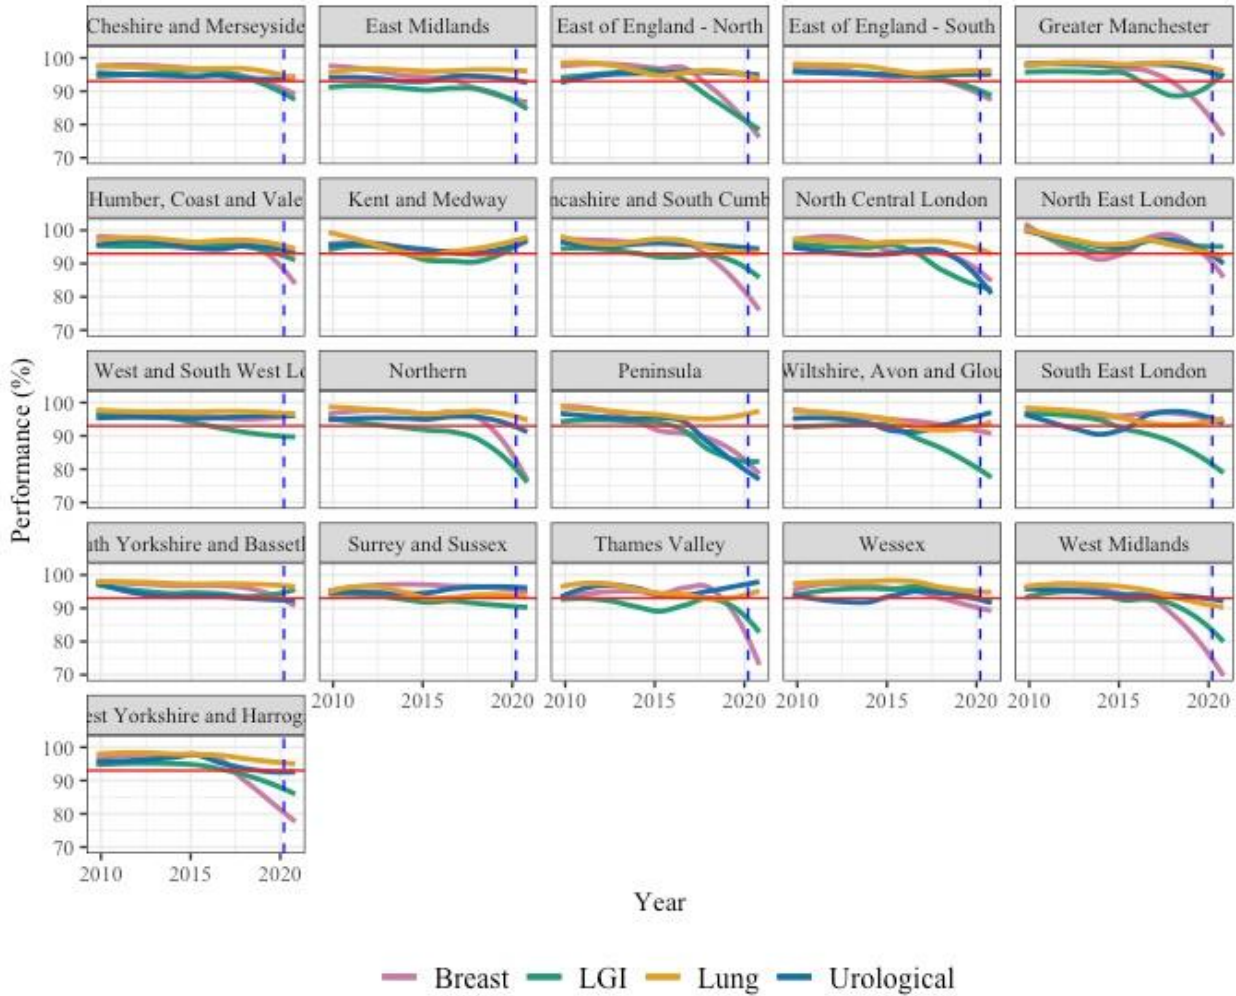 Cheshire and Merseyside
East Midlands
East of England - North
East of England - South
Greater Manchester
100
90
80
70
Humber, Coast and Vale
Kent and Medway
ncashire and South Cumb
North Central London
North East London
100
90
80
70
West and South West Lo
Northern
Peninsula
Wiltshire, Avon and Glou
South East London
100
90
80
70
uth Yorkshire and Bassetl
Surrey and Sussex
Thames Valley
Wessex
West Midlands
100
90
80
70
2010 2015 2020
2010 2015 2020
2010 2015 2020
2010 2015 2020
est Yorkshire and Harrog
100
90
80
70
2010 2015 2020
Performance (%)
Year
Breast LGI Lung Urological